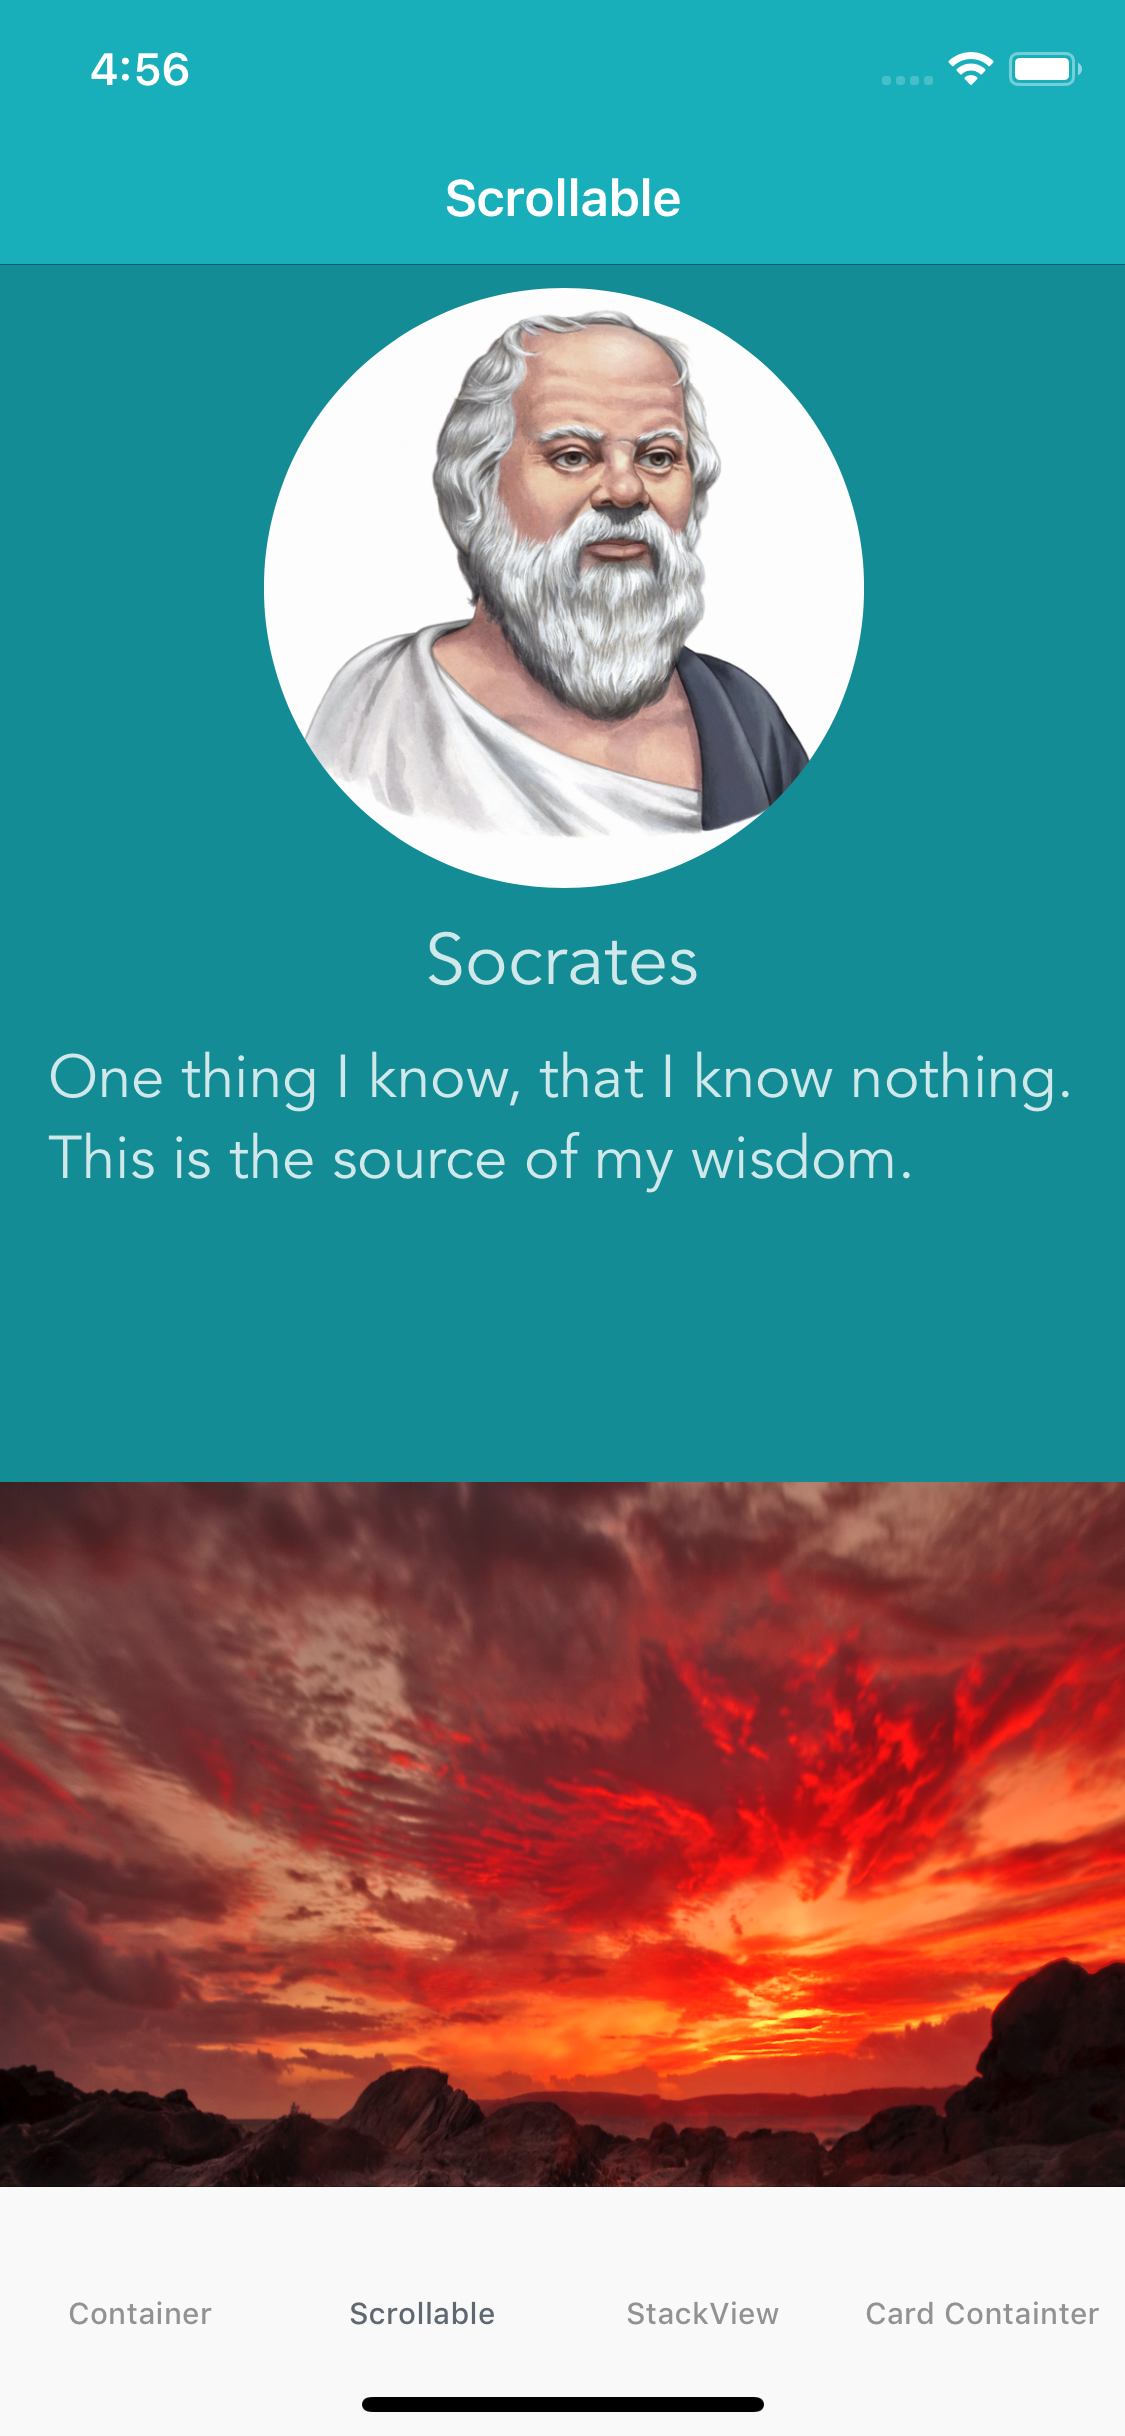 4:56
Scrollable
Socrates
One thing I know, that I know nothing.
This is the source of my wisdom.
Container
Scrollable
StackView
Card Containter